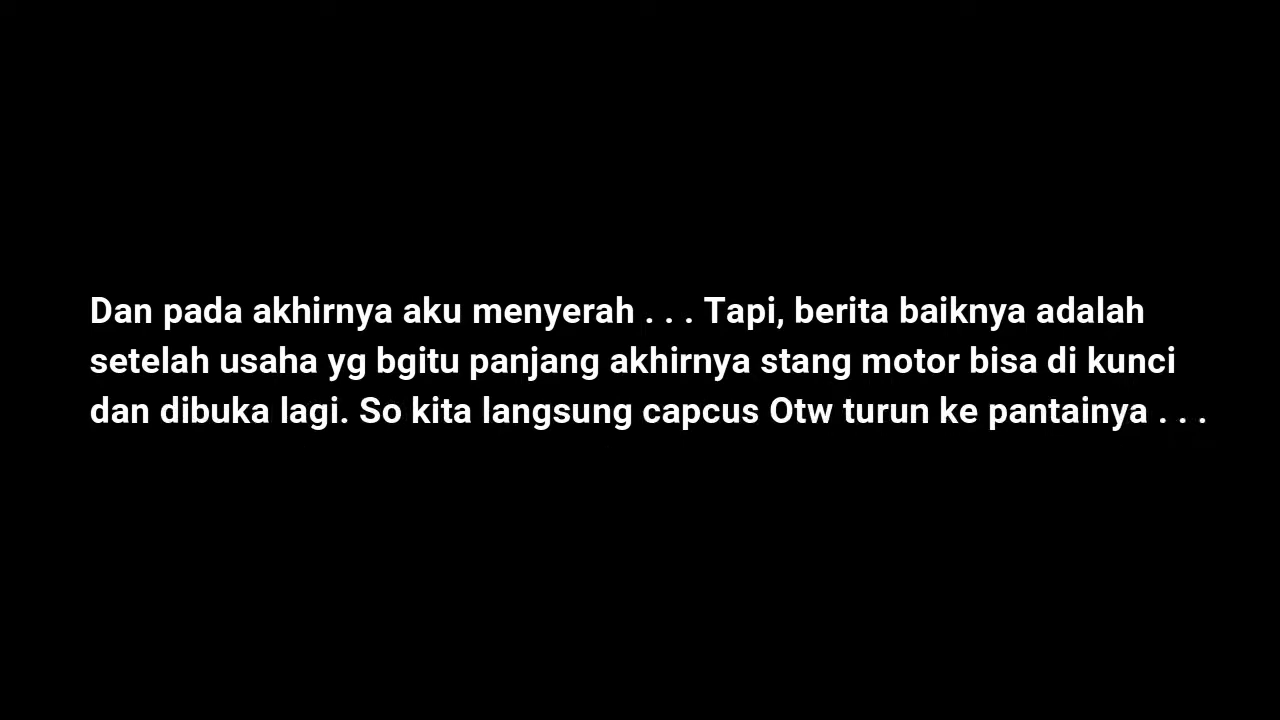 Dan pada akhirnya aku menyerah . . . Tapi, berita baiknya adalah
setelah usaha yg bgitu panjang akhirnya stang motor bisa di kunci
dan dibuka lagi. So kita langsung capcus Otw turun ke pantainya . . .